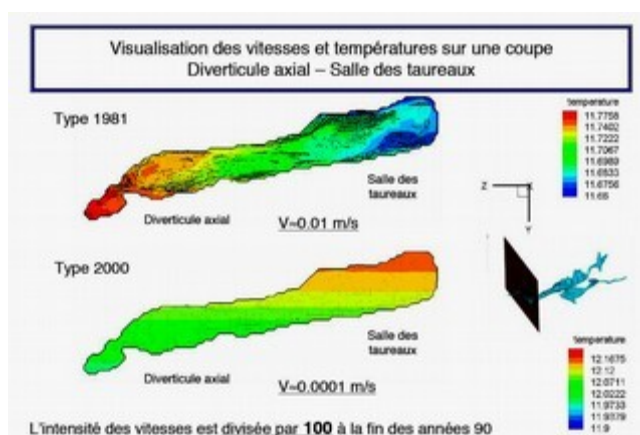 Visualisation des vitesses et températures sur une coupe
Diverticule axial – Salle des taureaux
Type 1981
Salle des
taureaux
Diverticule axial
V=0.01 m/s
temperature
11.7758
11.7402
11.7222
11.7067
11.6989
11.6833
11.6756
11.66
Z
X
Y
Type 2000
Salle des
taureaux
Diverticule axial
V=0.0001 m/s
temperature
12.1675
12.12
12.0711
12.0222
11.9733
11.9379
11.9
L'intensité des vitesses est divisée par 100 à la fin des années 90